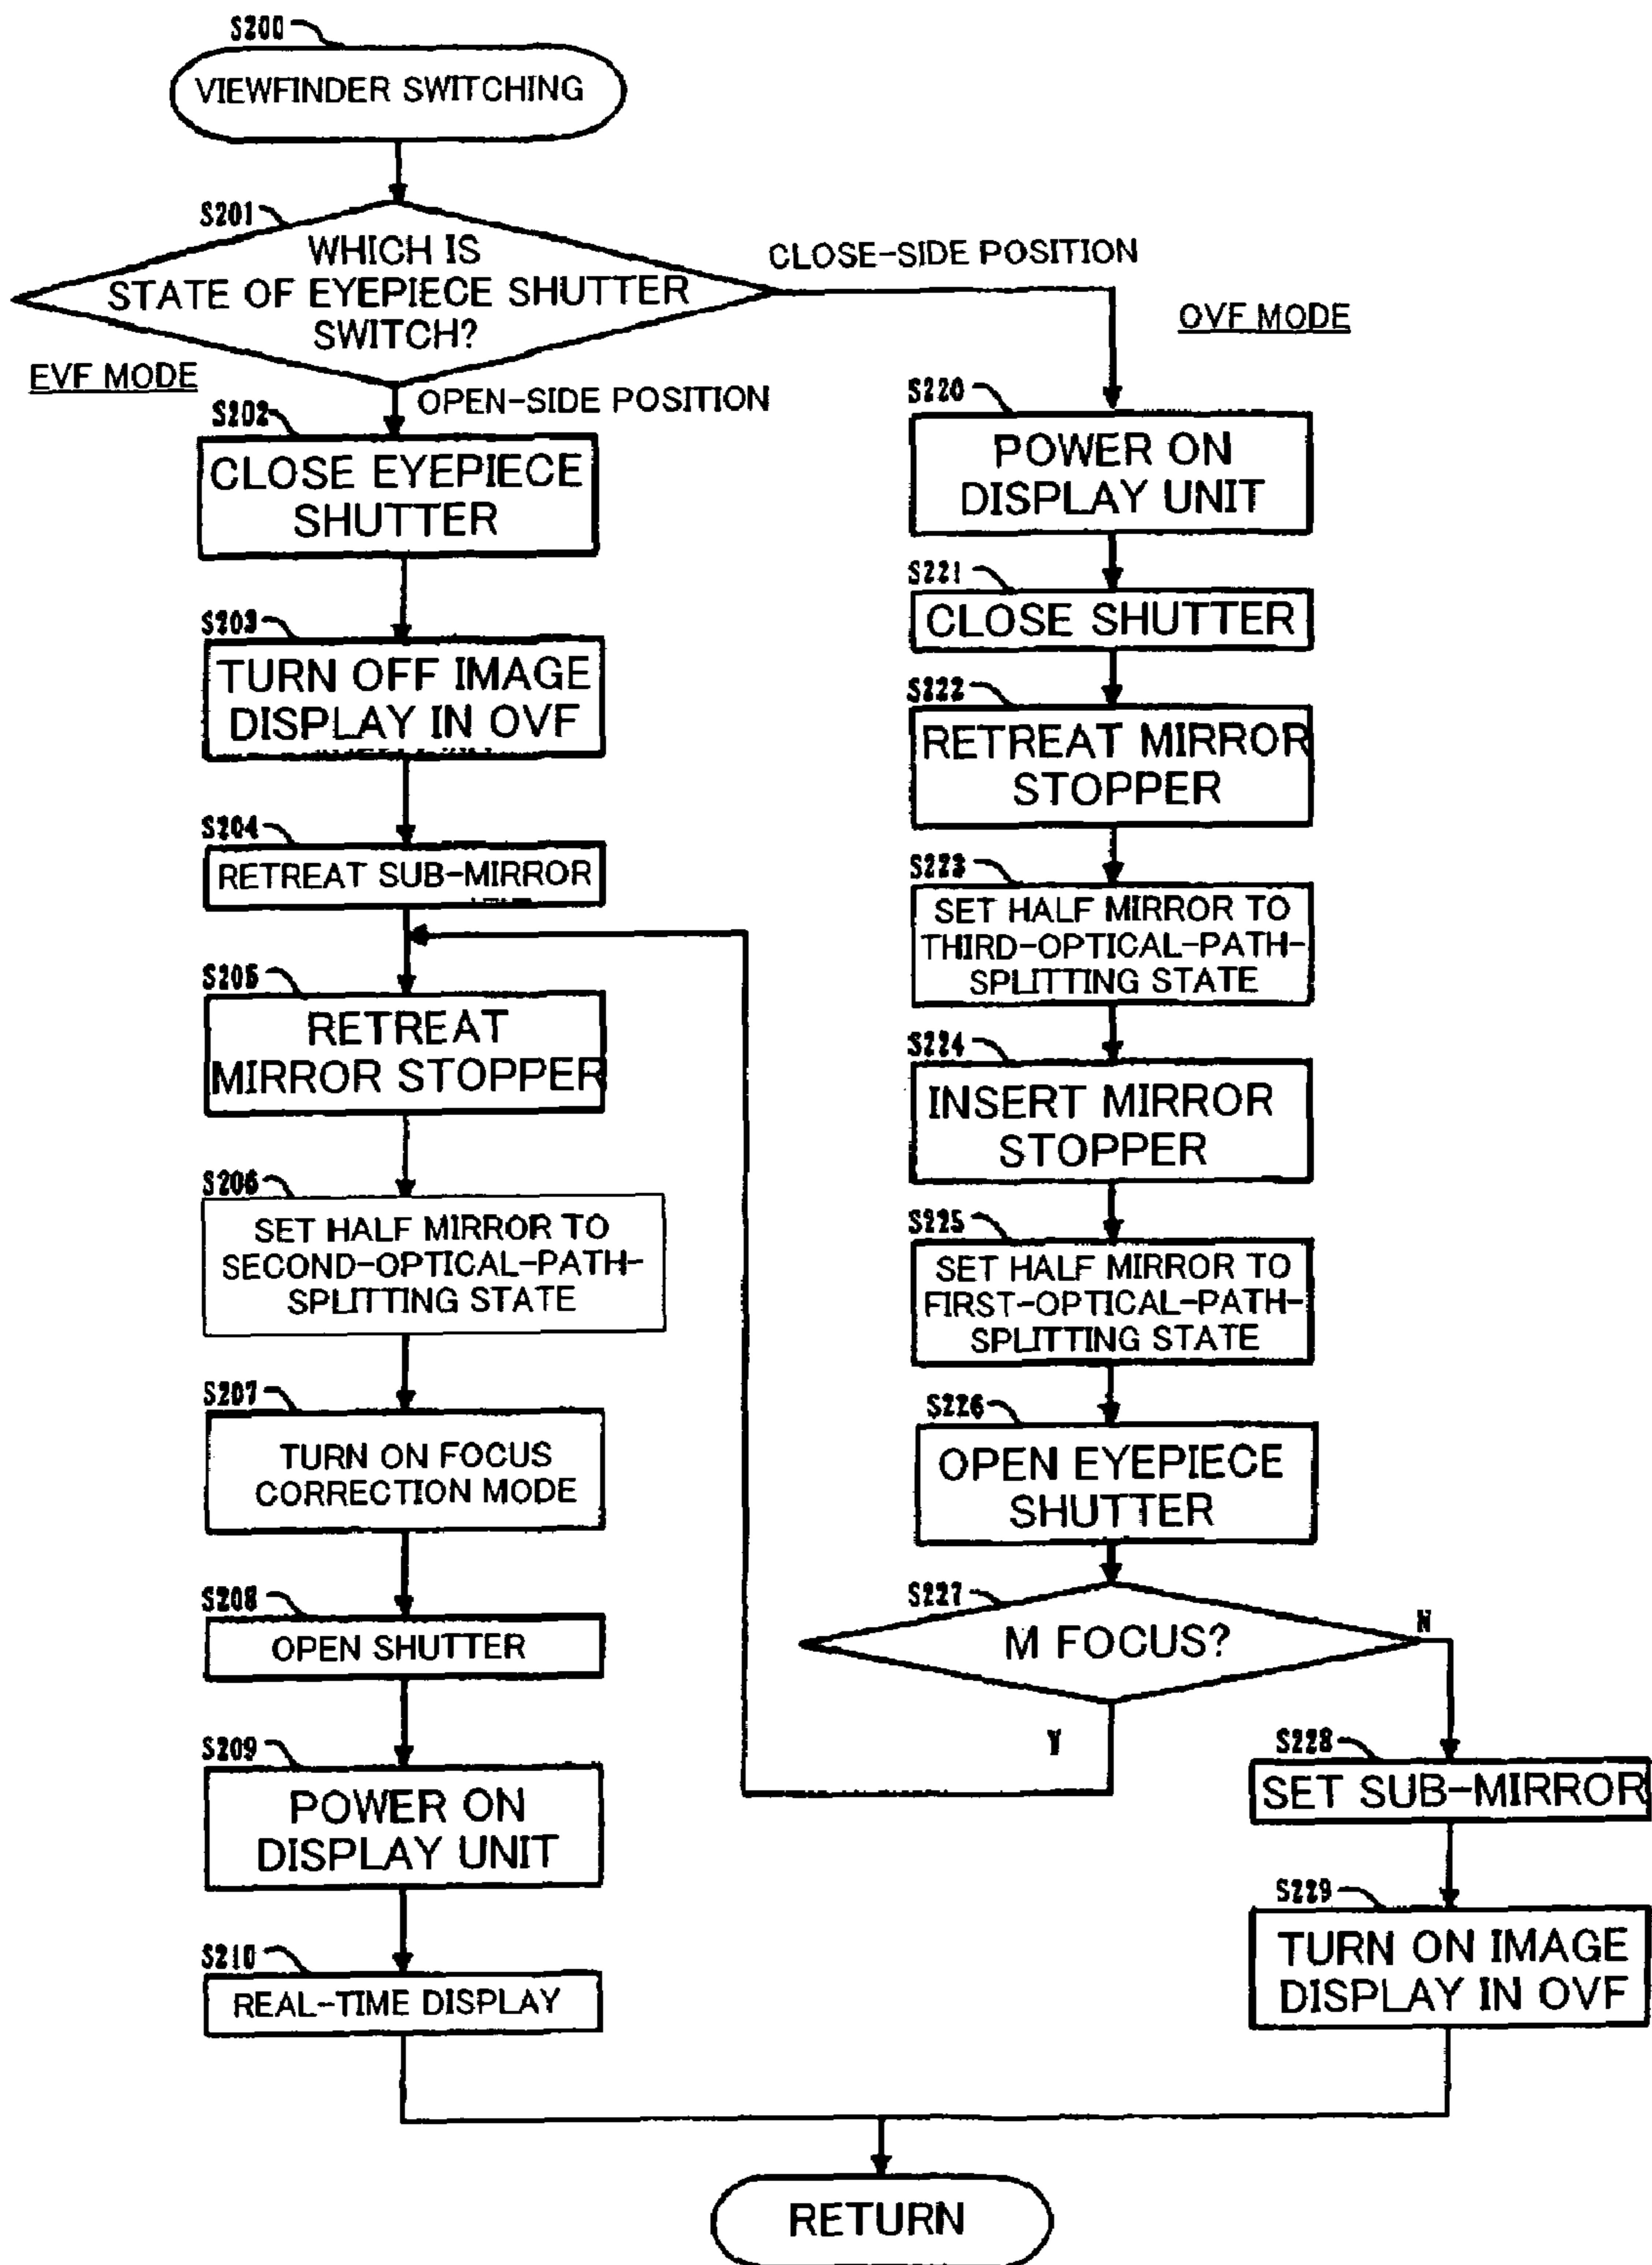 S200
VIEWFINDER SWITCHING
S201
WHICH IS
STATE OF EYEPIECE SHUTTER
SWITCH?
CLOSE-SIDE POSITION
OVF MODE
EVF MODE
OPEN-SIDE POSITION
S202
CLOSE EYEPIECE
SHUTTER
S203
TURN OFF IMAGE
DISPLAY IN OVF
S204
RETREAT SUB-MIRROR
S205
RETREAT
MIRROR STOPPER
S206
SET HALF MIRROR TO
SECOND-OPTICAL-PATH-
SPLITTING STATE
S207
TURN ON FOCUS
CORRECTION MODE
S208
OPEN SHUTTER
S209
POWER ON
DISPLAY UNIT
S210
REAL-TIME DISPLAY
S220
POWER ON
DISPLAY UNIT
S221
CLOSE SHUTTER
S222
RETREAT MIRROR
STOPPER
S223
SET HALF MIRROR TO
THIRD-OPTICAL-PATH-
SPLITTING STATE
S224
INSERT MIRROR
STOPPER
S225
SET HALF MIRROR TO
FIRST-OPTICAL-PATH-
SPLITTING STATE
S226
OPEN EYEPIECE
SHUTTER
S227
M FOCUS?
N
Y
S228
SET SUB-MIRROR
S229
TURN ON IMAGE
DISPLAY IN OVF
RETURN